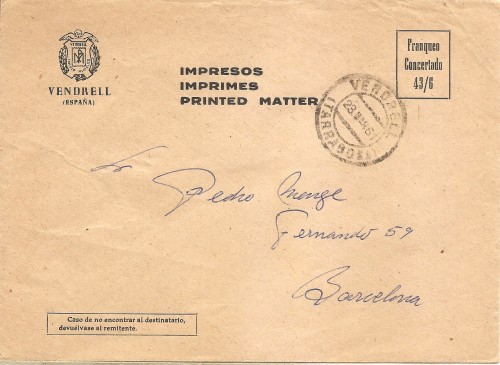 VENDRELL
(ESPAÑA)
IMPRESOS
IMPRIMES
PRINTED MATTER
Franqueo
Concertado
43/6
VENDRELL
(TARRAGONA)
Pedro Monge
Fernando 59
Barcelona
Caso de no encontrar al destinatario,
devuélvase al remitente.